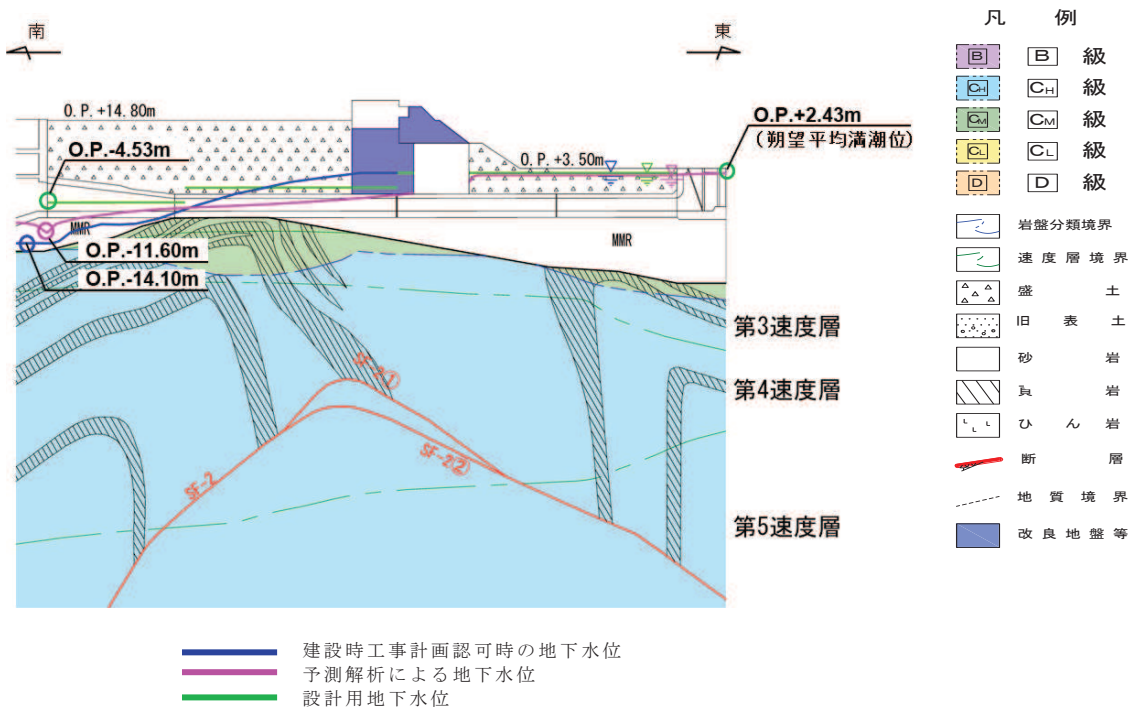 南
東
O.P.+14.80m
O.P.-4.53m
O.P.+2.43m
(朔望平均満潮位)
O.P.+3.50m
MMR
MMR
O.P.-11.60m
O.P.-14.10m
第3速度層
SF-2①
第4速度層
SF-2②
SF-2
第5速度層
凡 例
B B 級
CH CH 級
CM CM 級
CL CL 級
D D 級
岩盤分類境界
速度層境界
盛土
旧表土
砂岩
頁岩
ひん岩
断層
地質境界
改良地盤等
建設時工事計画認可時の地下水位
予測解析による地下水位
設計用地下水位